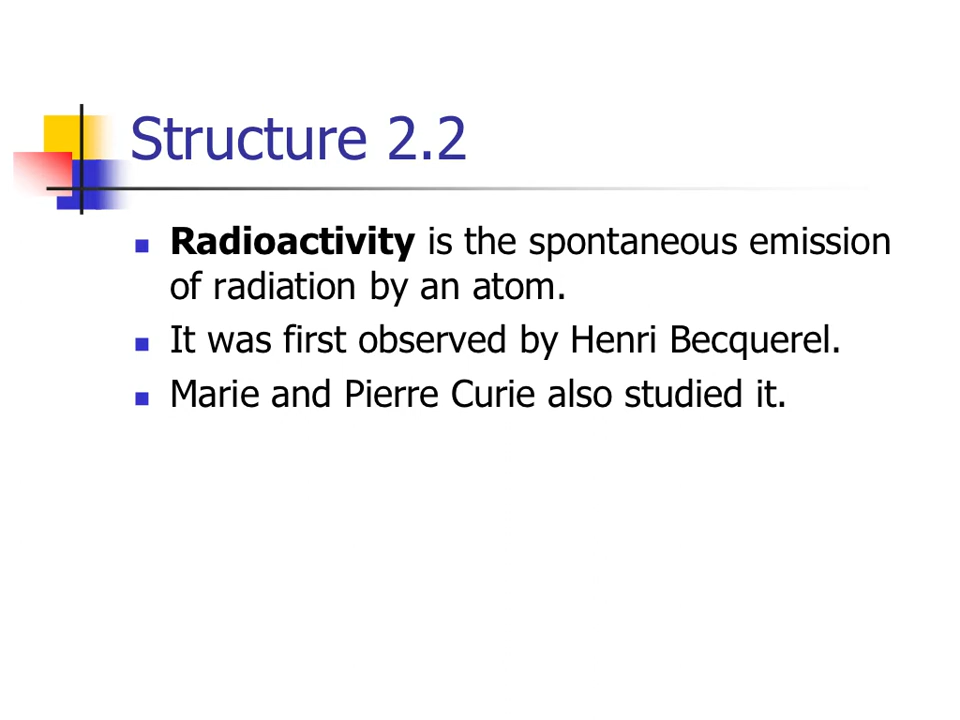 Structure 2.2
Radioactivity is the spontaneous emission
of radiation by an atom.
It was first observed by Henri Becquerel.
Marie and Pierre Curie also studied it.